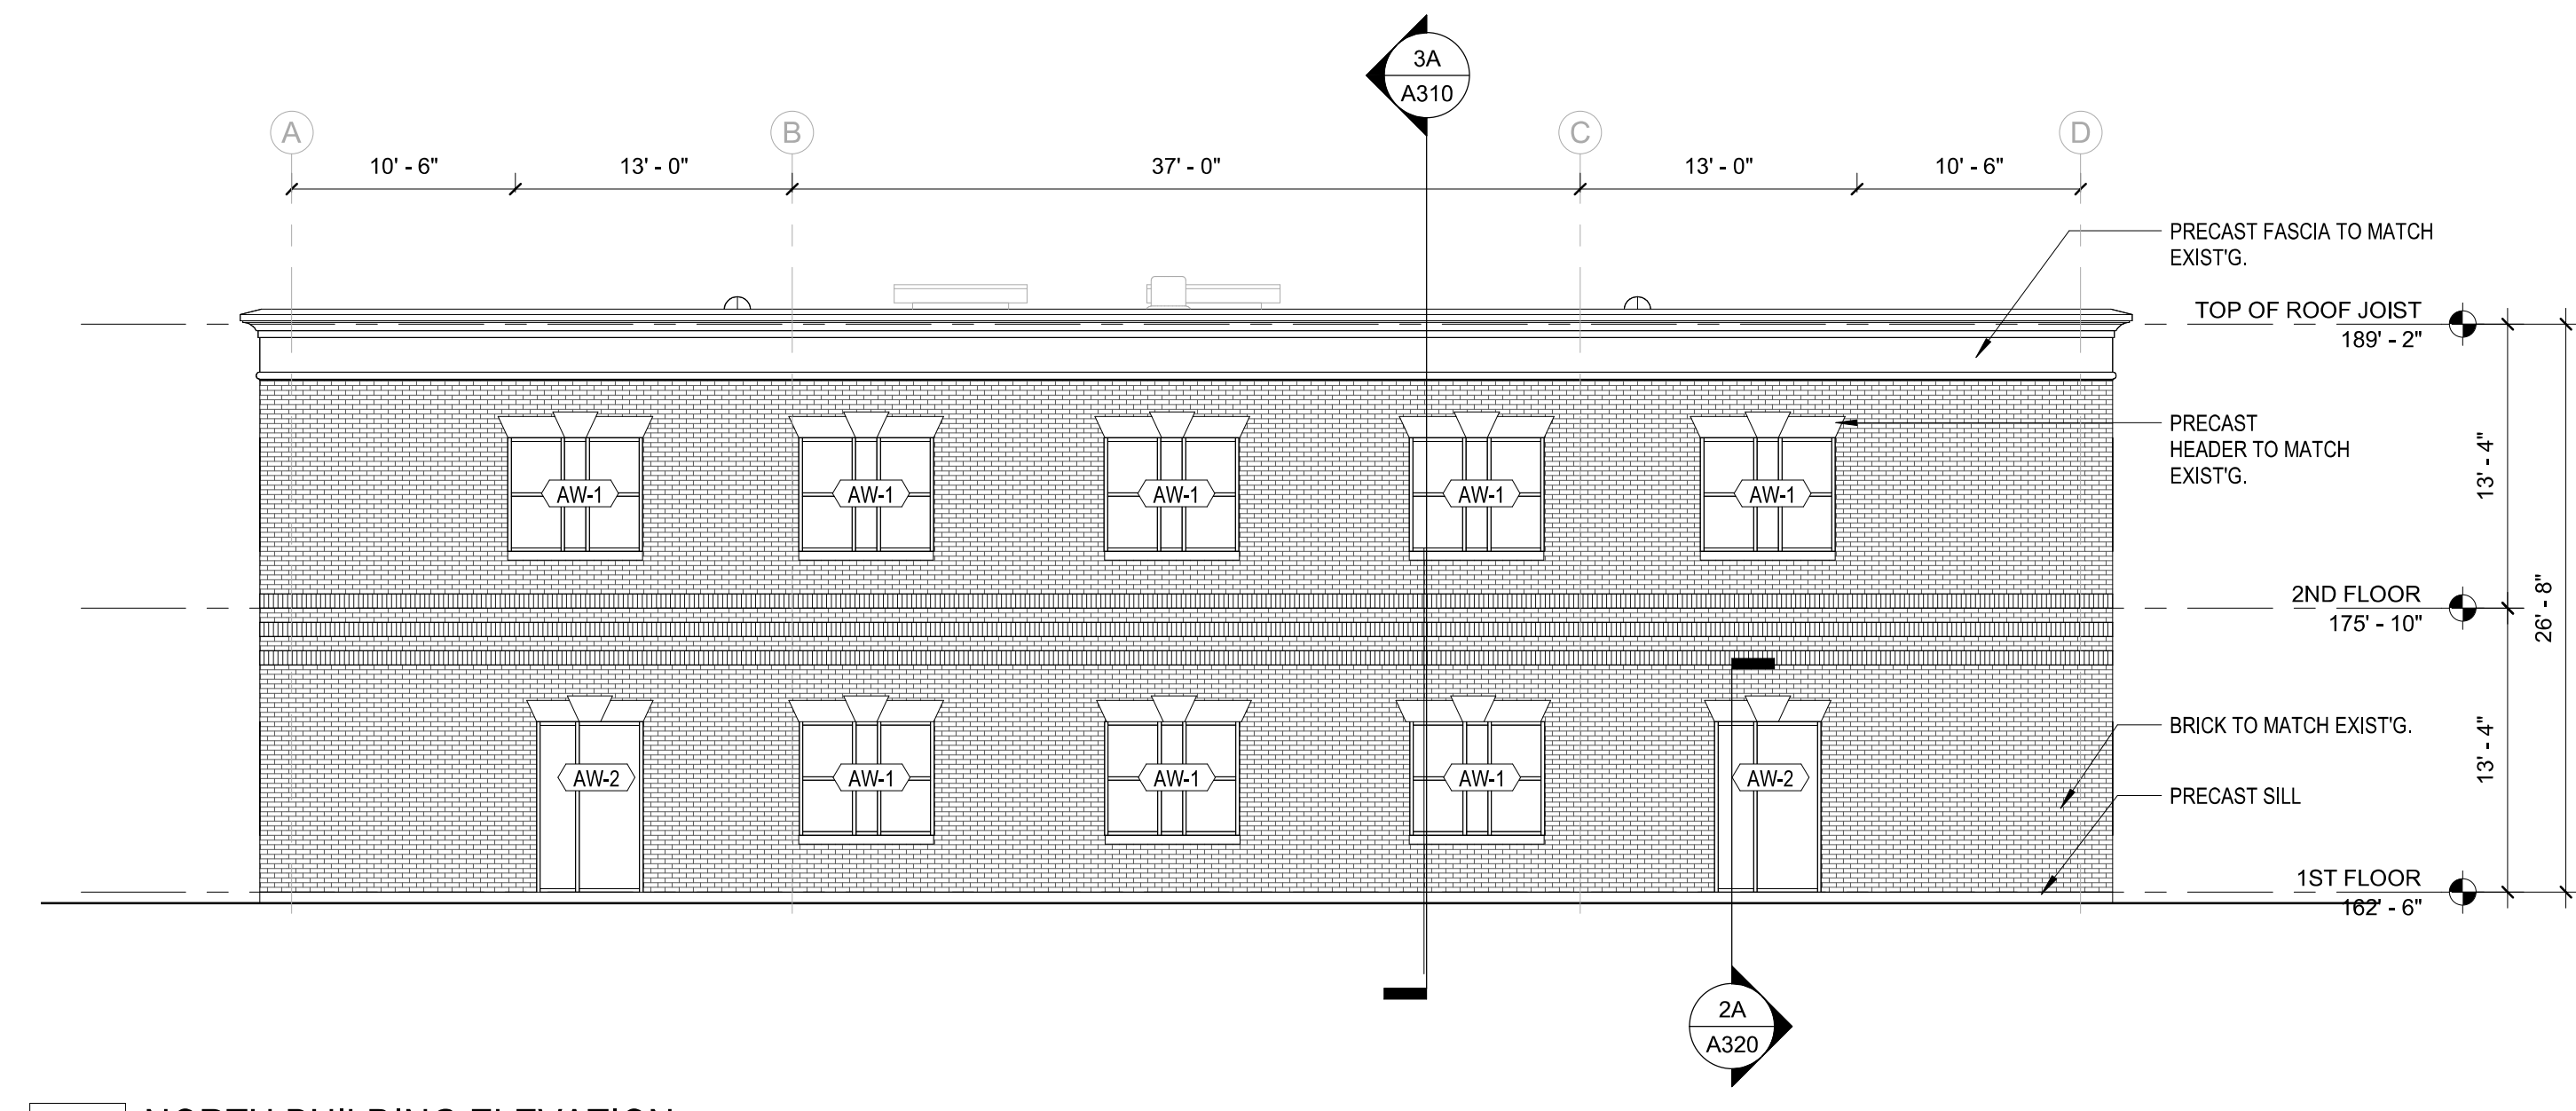 3A
A310
A
B
C
D
10' - 6"
13' - 0"
37' - 0"
13' - 0"
10' - 6"
PRECAST FASCIA TO MATCH
EXIST'G.
TOP OF ROOF JOIST
189' - 2"
PRECAST
HEADER TO MATCH
EXIST'G.
13' - 4"
AW-1
AW-1
AW-1
AW-1
AW-1
2ND FLOOR
175' - 10"
26' - 8"
BRICK TO MATCH EXIST'G.
13' - 4"
AW-2
AW-1
AW-1
AW-1
AW-2
PRECAST SILL
1ST FLOOR
162' - 6"
2A
A320
NORTH BUILDING ELEVATION